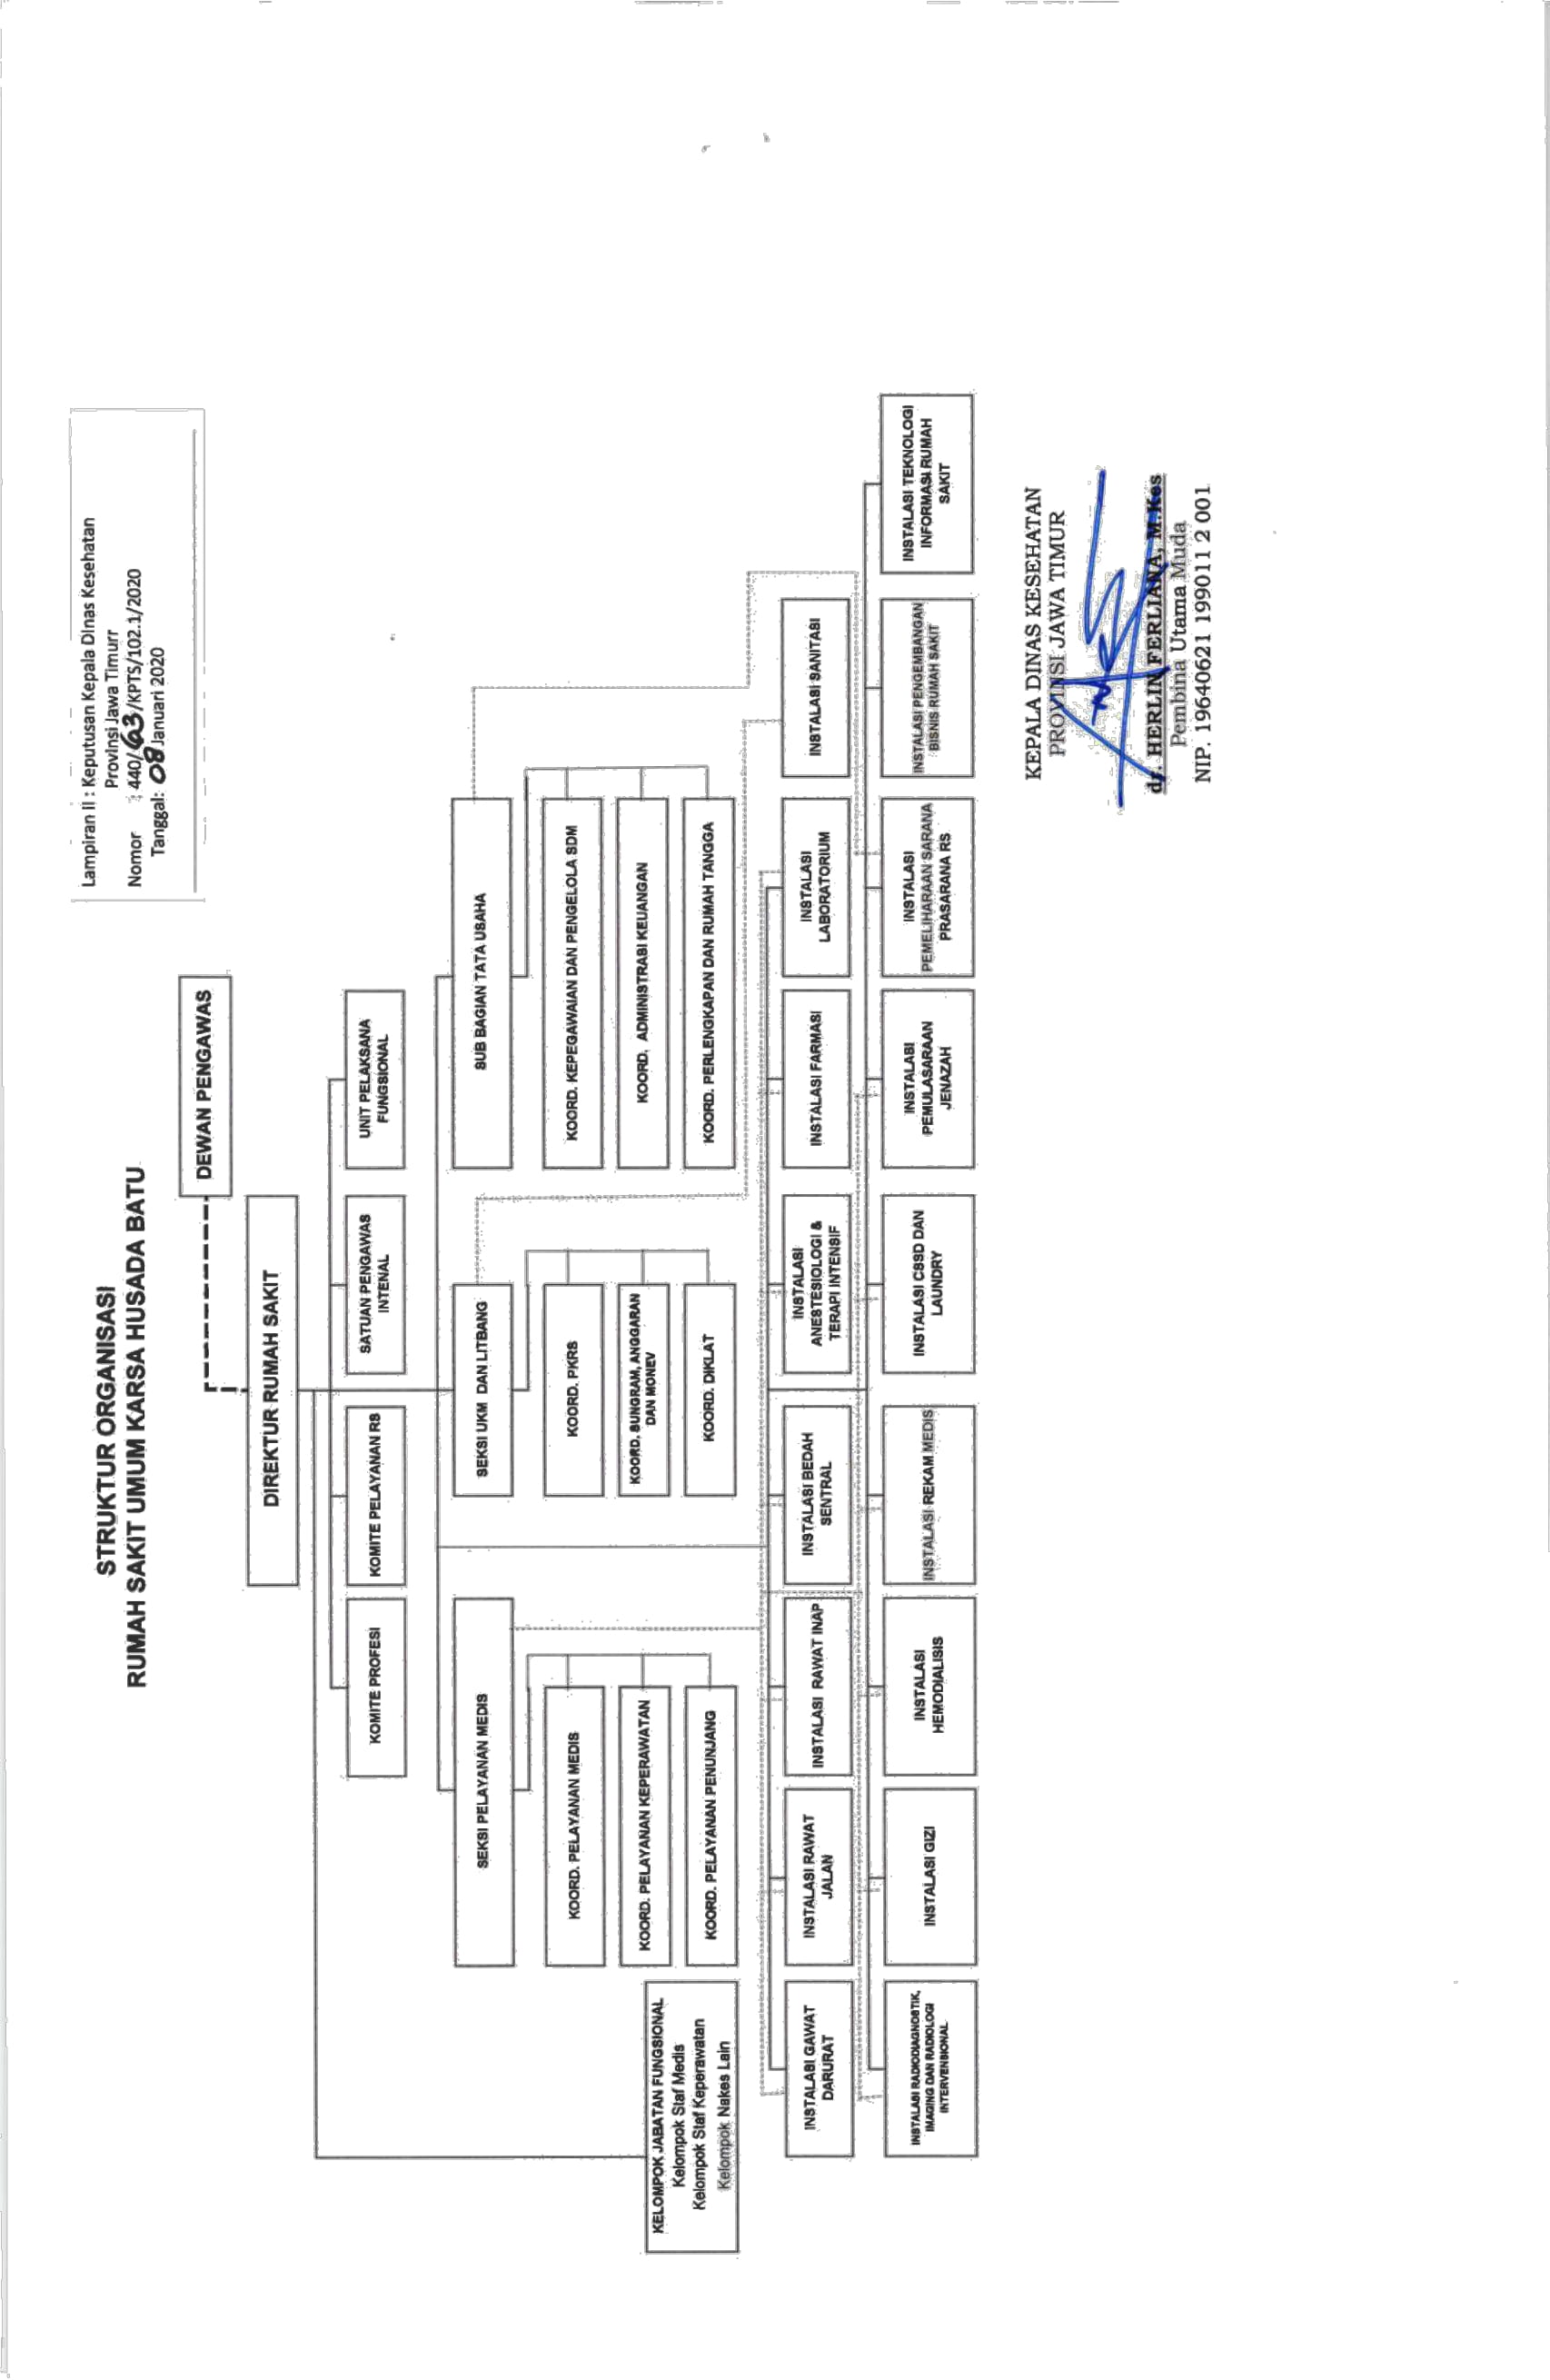 STRUKTUR ORGANISASI
RUMAH SAKIT UMUM KARSA HUSADA BATU
Lampiran II : Keputusan Kepala DInas Kesehatan
Provinsi Jawa Timurr
Nomor : 440/63/KPTS/102.1/2020
Tanggal: 08 Januari 2020
DEWAN PENGAWAS
DIREKTUR RUMAH SAKIT
KOMITE PROFESI
KOMITE PELAYANAN RS
SATUAN PENGAWAS
INTENAL
UNIT PELAKSANA
FUNGSIONAL
SEKSI PELAYANAN MEDIS
SEKSI UKM DAN LITBANG
SUB BAGIAN TATA USAHA
KOORD. PELAYANAN MEDIS
KOORD. PKRS
KOORD. KEPEGAWAIAN DAN PENGELOLA SDM
KOORD. PELAYANAN KEPERAWATAN
KOORD. SUNGRAM, ANGGARAN
DAN MONEV
KOORD. ADMINISTRASI KEUANGAN
KOORD. PELAYANAN PENUNJANG
KOORD. DIKLAT
KOORD. PERLENGKAPAN DAN RUMAH TANGGA
KELOMPOK JABATAN FUNGSIONAL
Kelompok Staf Medis
Kelompok Staf Keperawatan
Kelompok Nakes Lain
INSTALASI GAWAT
DARURAT
INSTALASI RAWAT
JALAN
INSTALASI RAWAT INAP
INSTALASI BEDAH
SENTRAL
INSTALASI
ANESTESIOLOGI &
TERAPI INTENSIF
INSTALASI FARMASI
INSTALASI
LABORATORIUM
INSTALASI SANITASI
INSTALASI RADIODIAGNOSTIK,
IMAGING DAN RADIOLOGI
INTERVENSIONAL
INSTALASI GIZI
INSTALASI
HEMODIALISIS
INSTALASI REKAM MEDIS
INSTALASI CSSD DAN
LAUNDRY
INSTALASI
PEMULASARAAN
JENAZAH
INSTALASI
PEMELIHARAAN SARANA
PRASARANA RS
INSTALASI PENGEMBANGAN
BISNIS RUMAH SAKIT
INSTALASI TEKNOLOGI
INFORMASI RUMAH
SAKIT
KEPALA DINAS KESEHATAN
PROVINSI JAWA TIMUR
dr. HERLIN FERLIANA, M.Kes
Pembina Utama Muda
NIP. 19640621 199011 2 001